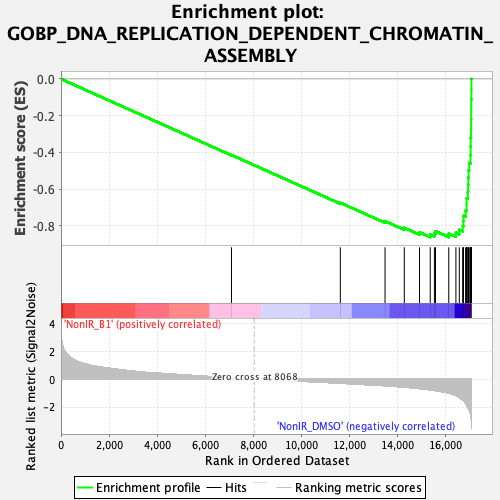 Enrichment plot:
GOBP_DNA_REPLICATION_DEPENDENT_CHROMATIN_
ASSEMBLY
Enrichment score (ES)
0.0
-0.2
-0.4
-0.6
-0.8
'NonIR_B1' (positively correlated)
Ranked list metric (Signal2Noise)
4
2
0
-2
Zero cross at 8068
'NonIR_DMSO' (negatively correlated)
0 2,000 4,000 6,000 8,000 10,000 12,000 14,000 16,000
Rank in Ordered Dataset
Enrichment profile Hits Ranking metric scores